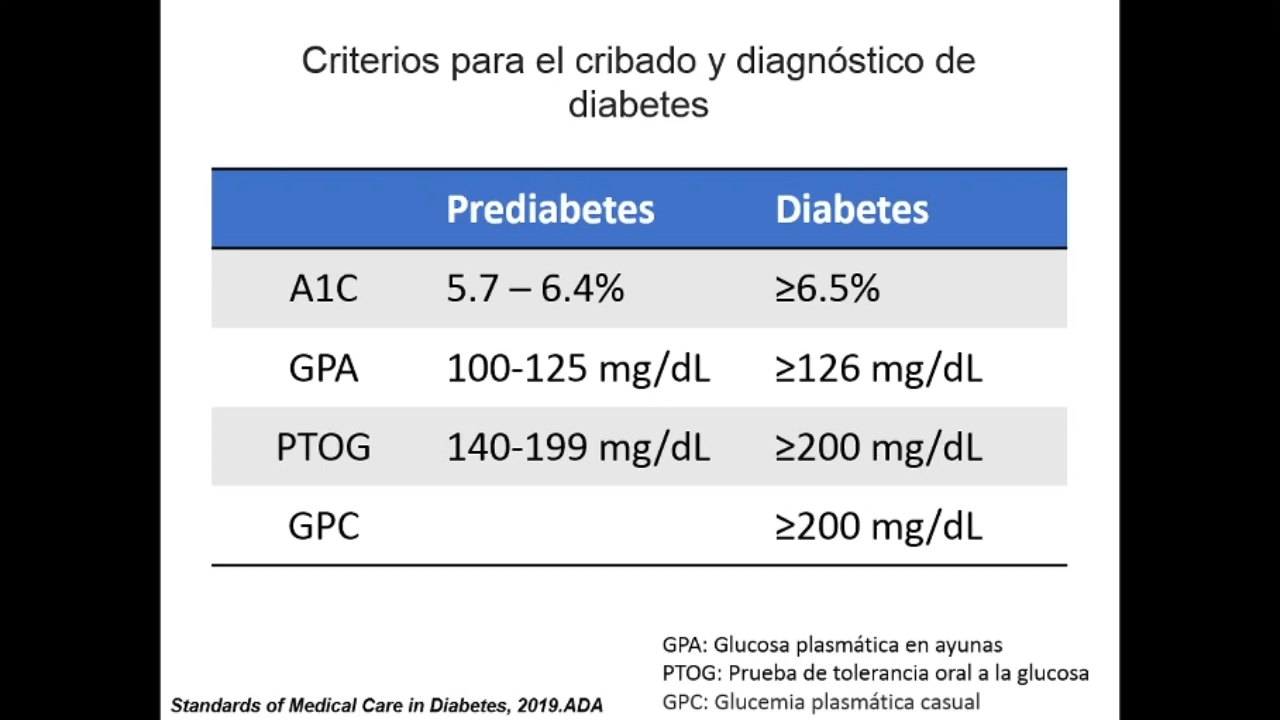 Criterios para el cribado y diagnóstico de
diabetes
Prediabetes Diabetes
A1C 5.7 – 6.4% ≥6.5%
GPA 100-125 mg/dL ≥126 mg/dL
PTOG 140-199 mg/dL ≥200 mg/dL
GPC ≥200 mg/dL
GPA: Glucosa plasmática en ayunas
PTOG: Prueba de tolerancia oral a la glucosa
GPC: Glucemia plasmática casual
Standards of Medical Care in Diabetes, 2019.ADA